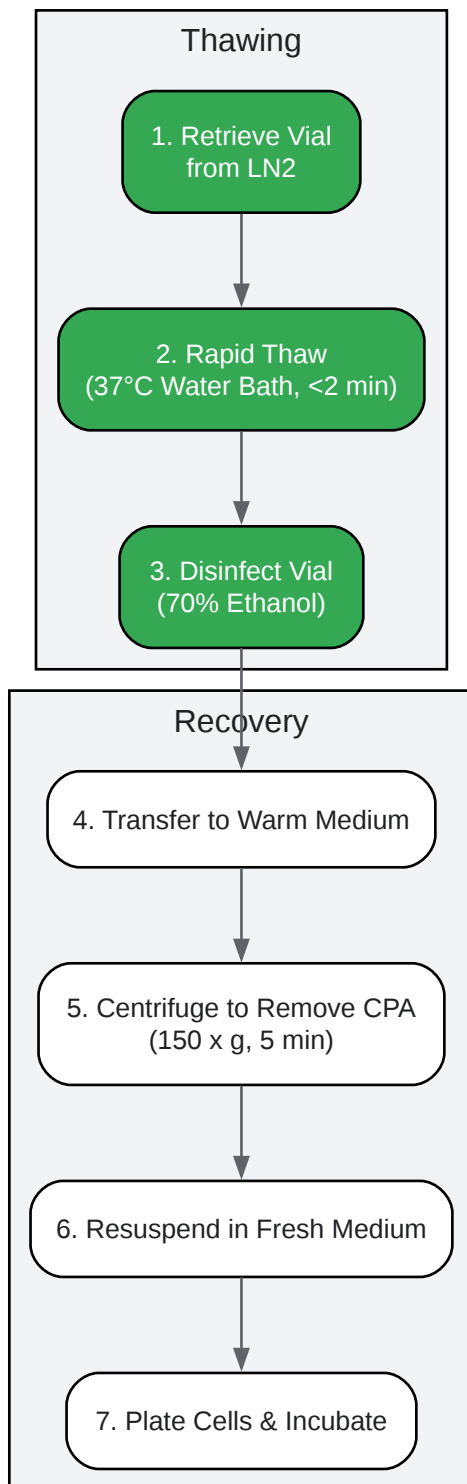 Thawing
1. Retrieve Vial
from LN2
2. Rapid Thaw
(37°C Water Bath, <2 min)
3. Disinfect Vial
(70% Ethanol)
Recovery
4. Transfer to Warm Medium
5. Centrifuge to Remove CPA
(150 x g, 5 min)
6. Resuspend in Fresh Medium
7. Plate Cells & Incubate